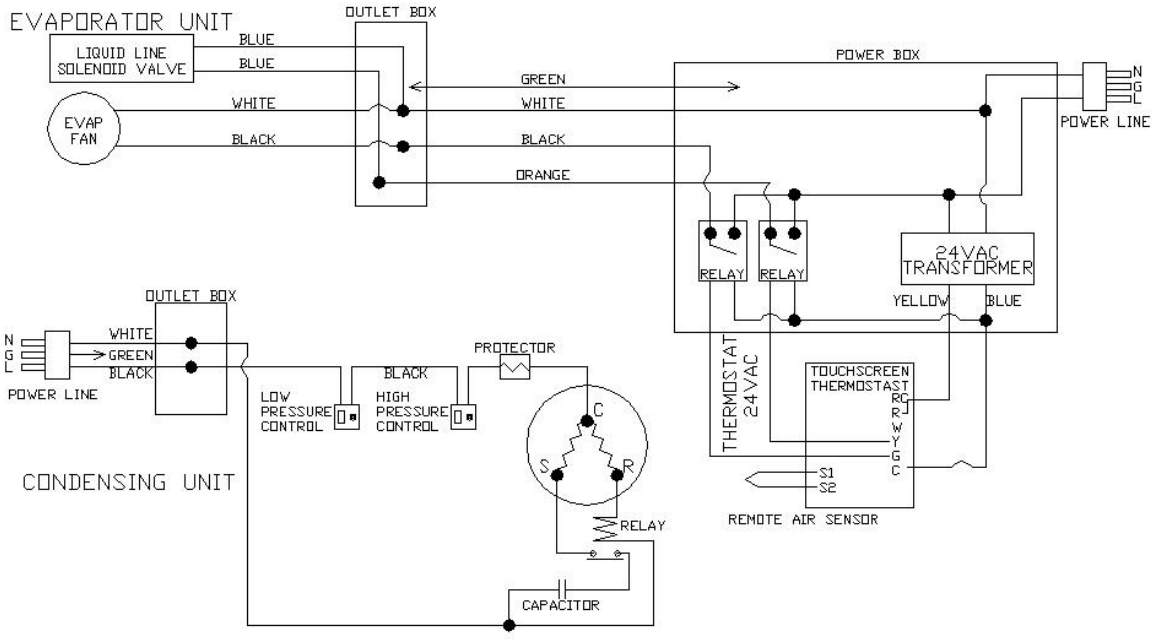 EVAPORATOR UNIT
OUTLET BOX
LIQUID LINE
SOLENOID VALVE
BLUE
BLUE
WHITE
EVAP
FAN
BLACK
GREEN
WHITE
BLACK
ORANGE
POWER BOX
N
G
L
POWER LINE
RELAY
RELAY
24VAC
TRANSFORMER
YELLOW
BLUE
THERMOSTAT
24VAC
TOUCHSCREEN
THERMOSTAST
RC
R
W
Y
G
C
S1
S2
REMOTE AIR SENSOR
OUTLET BOX
N
G
L
WHITE
GREEN
BLACK
POWER LINE
LOW
PRESSURE
CONTROL
BLACK
HIGH
PRESSURE
CONTROL
PROTECTOR
C
S
R
RELAY
CAPACITOR
CONDENSING UNIT